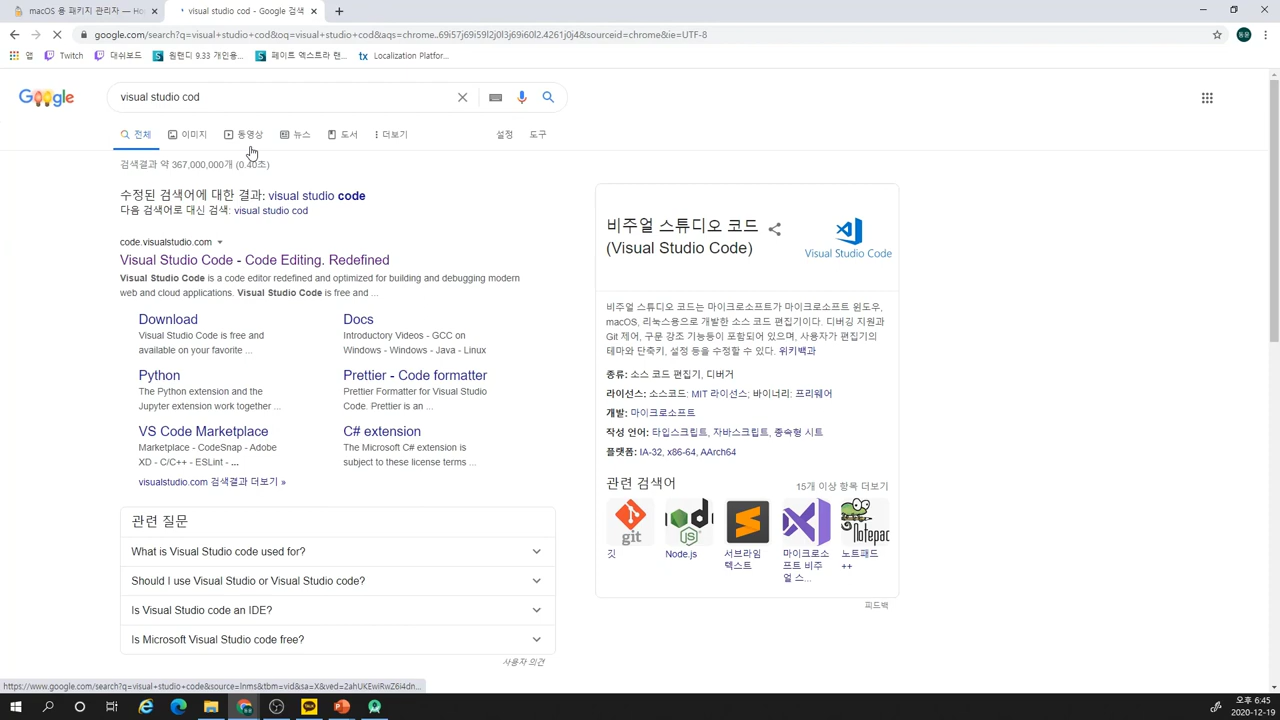 macOS 용 패키지 관리자 — Ho
visual studio cod - Google 검색
google.com/search?q=visual+studio+cod&oq=visual+studio+cod&aqs=chrome..69i57j69i59l2j0l3j69i60l2.4261j0j4&sourceid=chrome&ie=UTF-8
앱
Twitch
대쉬보드
원랜디 9.33 개인용...
페이트 엑스트라 랜...
Localization Platfor...
visual studio cod
전체
이미지
동영상
뉴스
도서
더보기
설정
도구
검색결과 약 367,000,000개 (0.40초)
수정된 검색어에 대한 결과: visual studio code
다음 검색어로 대신 검색: visual studio cod
code.visualstudio.com
Visual Studio Code - Code Editing. Redefined
Visual Studio Code is a code editor redefined and optimized for building and debugging modern
web and cloud applications. Visual Studio Code is free and ...
Download
Visual Studio Code is free and
available on your favorite ...
Docs
Introductory Videos - GCC on
Windows - Windows - Java - Linux
Python
The Python extension and the
Jupyter extension work together ...
Prettier - Code formatter
Prettier Formatter for Visual Studio
Code. Prettier is an ...
VS Code Marketplace
Marketplace - CodeSnap - Adobe
XD - C/C++ - ESLint - ...
C# extension
The Microsoft C# extension is
subject to these license terms ...
visualstudio.com 검색결과 더보기 »
관련 질문
What is Visual Studio code used for?
Should I use Visual Studio or Visual Studio code?
Is Visual Studio code an IDE?
Is Microsoft Visual Studio code free?
사용자 의견
비주얼 스튜디오 코드
(Visual Studio Code)
Visual Studio Code
비주얼 스튜디오 코드는 마이크로소프트가 마이크로소프트 윈도우,
macOS, 리눅스용으로 개발한 소스 코드 편집기이다. 디버깅 지원과
Git 제어, 구문 강조 기능등이 포함되어 있으며, 사용자가 편집기의
테마와 단축키, 설정 등을 수정할 수 있다. 위키백과
종류: 소스 코드 편집기, 디버거
라이선스: 소스코드: MIT 라이선스; 바이너리: 프리웨어
개발: 마이크로소프트
작성 언어: 타입스크립트, 자바스크립트, 종속형 시트
플랫폼: IA-32, x86-64, AArch64
관련 검색어
15개 이상 항목 더보기
git
node
JS
Notepad
깃
Node.js
서브라임
텍스트
마이크로소
프트 비주
얼 스...
노트패드
++
피드백
https://www.google.com/search?q=visual+studio+code&source=lnms&tbm=vid&sa=X&ved=2ahUKEwiRwZ6i4dn...
TALK
오후 6:45
2020-12-19